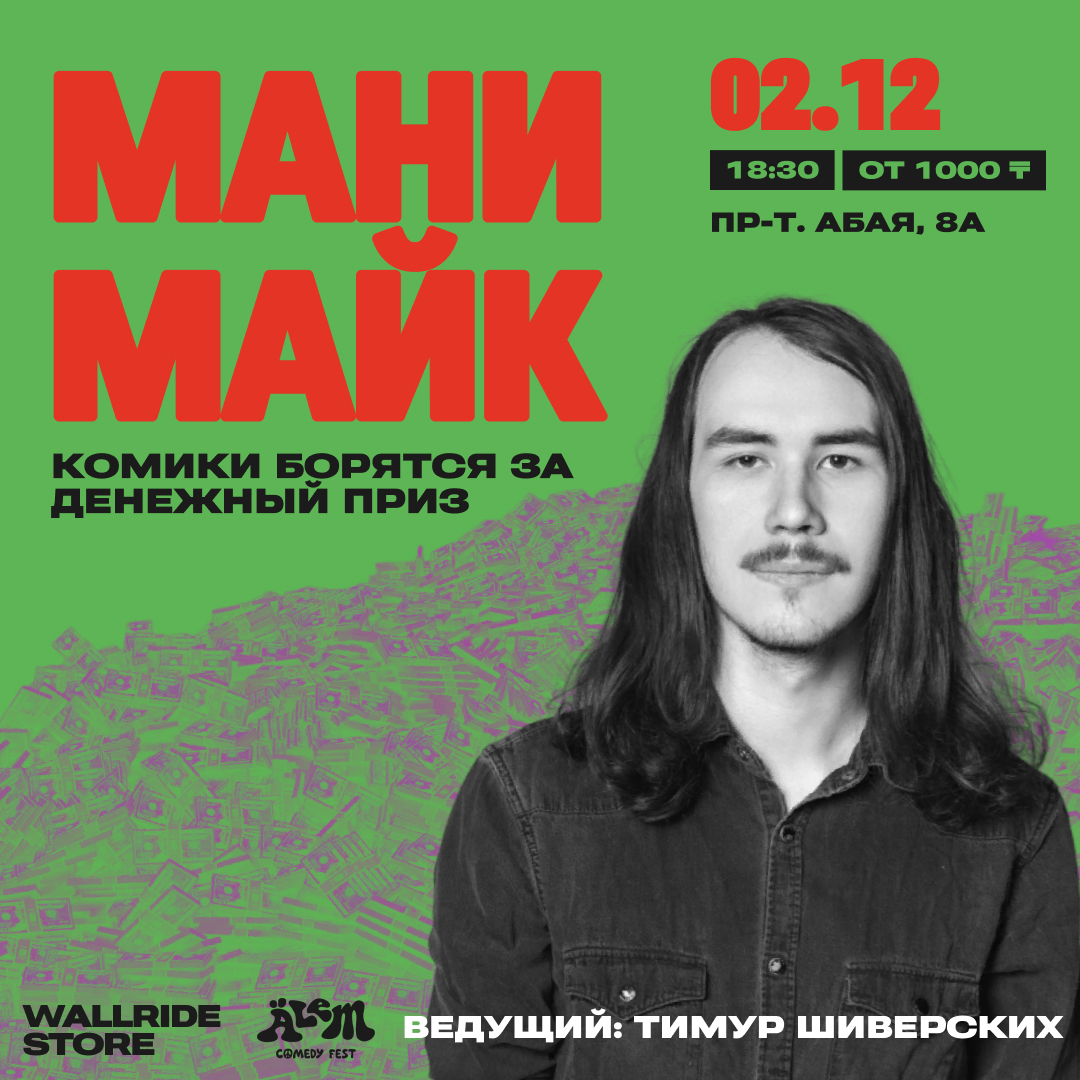 МАНИ
МАЙК
КОМИКИ БОРЯТСЯ ЗА
ДЕНЕЖНЫЙ ПРИЗ
02.12
18:30 ОТ 1000 ₸
ПР-Т. АБАЯ, 8А
WALLRIDE
STORE
ÄLEM
COMEDY FEST
ВЕДУЩИЙ: ТИМУР ШИВЕРСКИХ